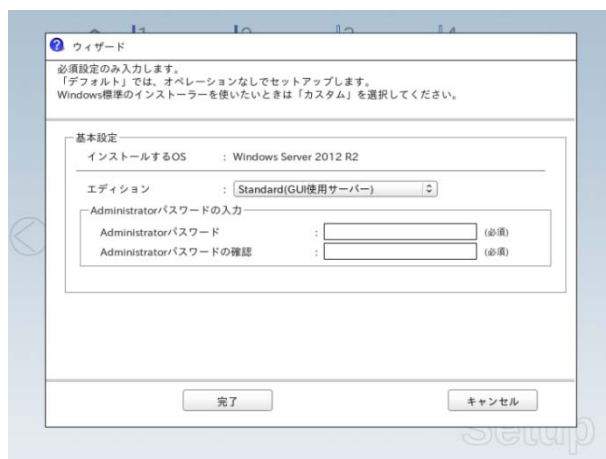 ウィザード
必須設定のみ入力します。
「デフォルト」では、オペレーションなしでセットアップします。
Windows標準のインストーラーを使いたいときは「カスタム」を選択してください。
基本設定
インストールするOS : Windows Server 2012 R2
エディション : Standard(GUI使用サーバー)
Administratorパスワードの入力
Administratorパスワード : (必須)
Administratorパスワードの確認 : (必須)
完了 キャンセル
Setup